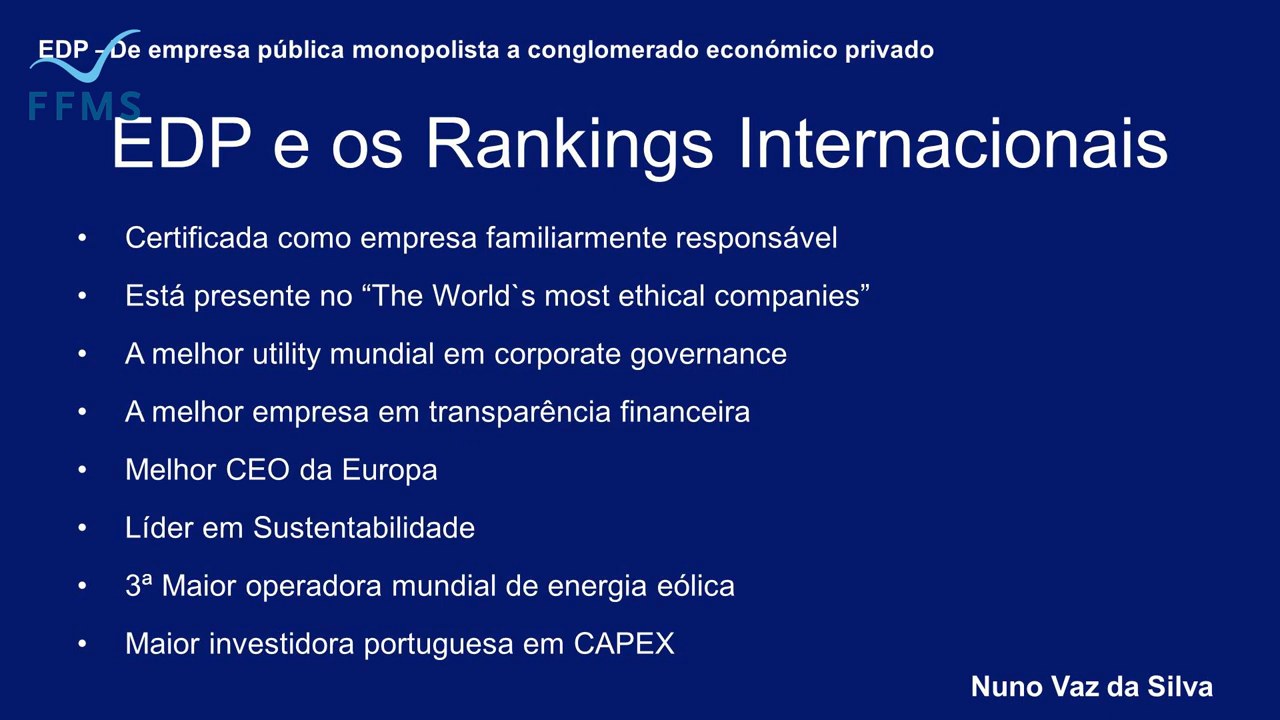 EDP – De empresa pública monopolista a conglomerado económico privado
FFMS
EDP e os Rankings Internacionais
• Certificada como empresa familiarmente responsável
• Está presente no “The World`s most ethical companies”
• A melhor utility mundial em corporate governance
• A melhor empresa em transparência financeira
• Melhor CEO da Europa
• Líder em Sustentabilidade
• 3ª Maior operadora mundial de energia eólica
• Maior investidora portuguesa em CAPEX
Nuno Vaz da Silva